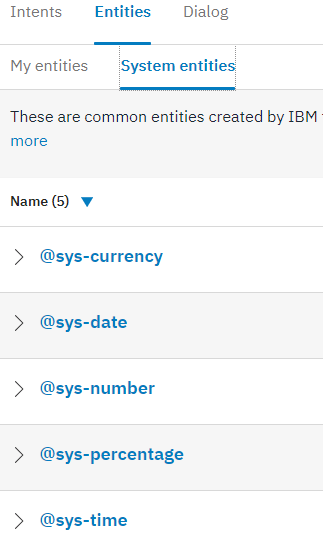 Intents Entities Dialog
My entities System entities
These are common entities created by IBM
more
Name (5)
@sys-currency
@sys-date
@sys-number
@sys-percentage
@sys-time